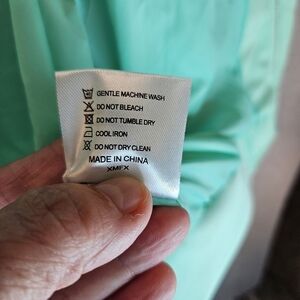 GENTLE MACHINE WASH
DO NOT BLEACH
DO NOT TUMBLE DRY
COOL IRON
DO NOT DRY CLEAN
MADE IN CHINA
XMFX